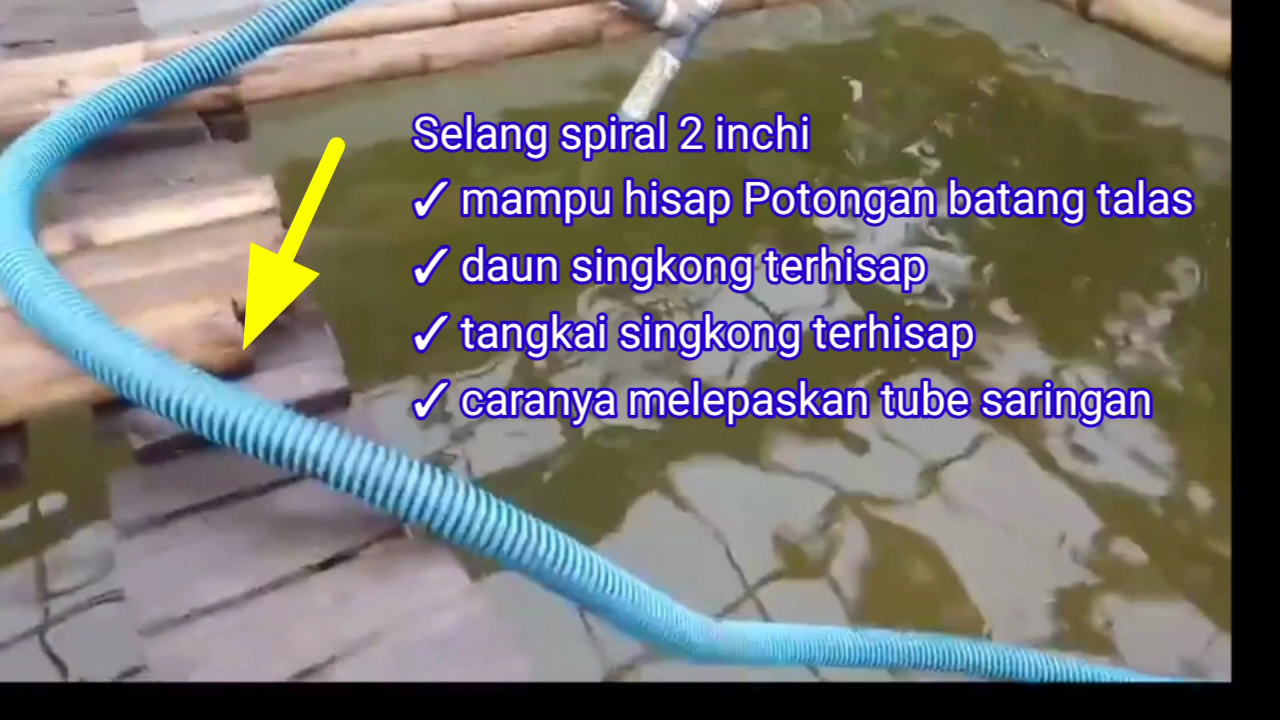 Selang spiral 2 inchi
✓ mampu hisap Potongan batang talas
✓ daun singkong terhisap
✓ tangkai singkong terhisap
✓ caranya melepaskan tube saringan